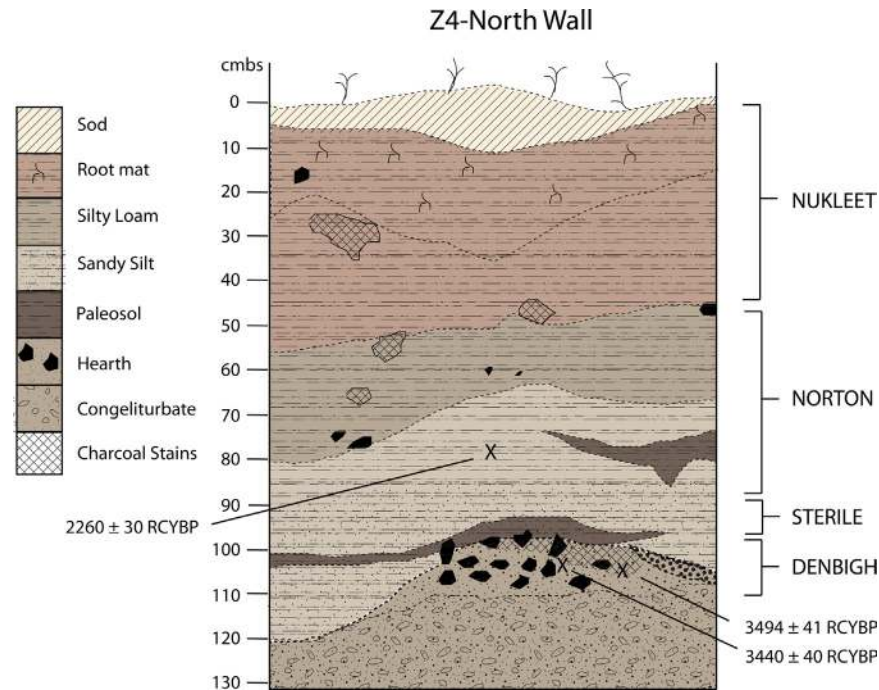 Z4-North Wall
cmbs
0
10
20
30
40
50
60
70
80
90
100
110
120
130
Sod
Root mat
Silty Loam
Sandy Silt
Paleosol
Hearth
Congeliturbate
Charcoal Stains
X
X
X
2260 ± 30 RCYBP
NUKLEET
NORTON
STERILE
DENBIGH
3494 ± 41 RCYBP
3440 ± 40 RCYBP